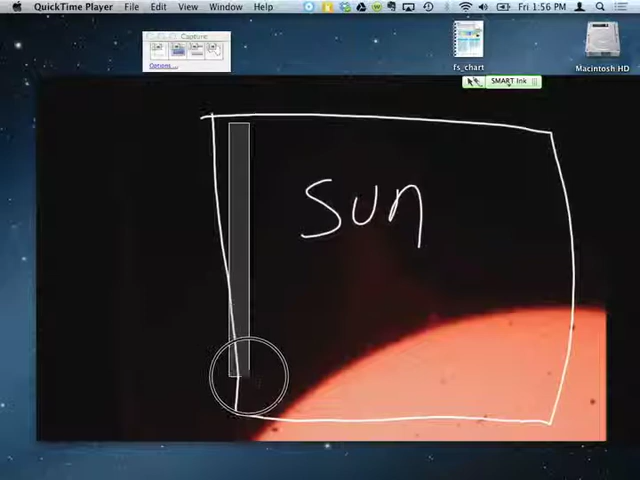 QuickTime Player File Edit View Window Help Fri 1:56 PM
Capture
Options...
fs_chart
Macintosh HD
SMART Ink
sun